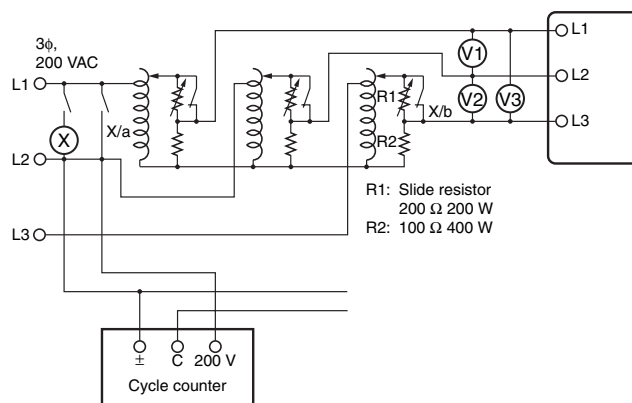 3ϕ,
200 VAC
L1
X
X/a
L2
L3
R1
R2
X/b
V1
V2
V3
L1
L2
L3
R1: Slide resistor
200 Ω 200 W
R2: 100 Ω 400 W
± C 200 V
Cycle counter